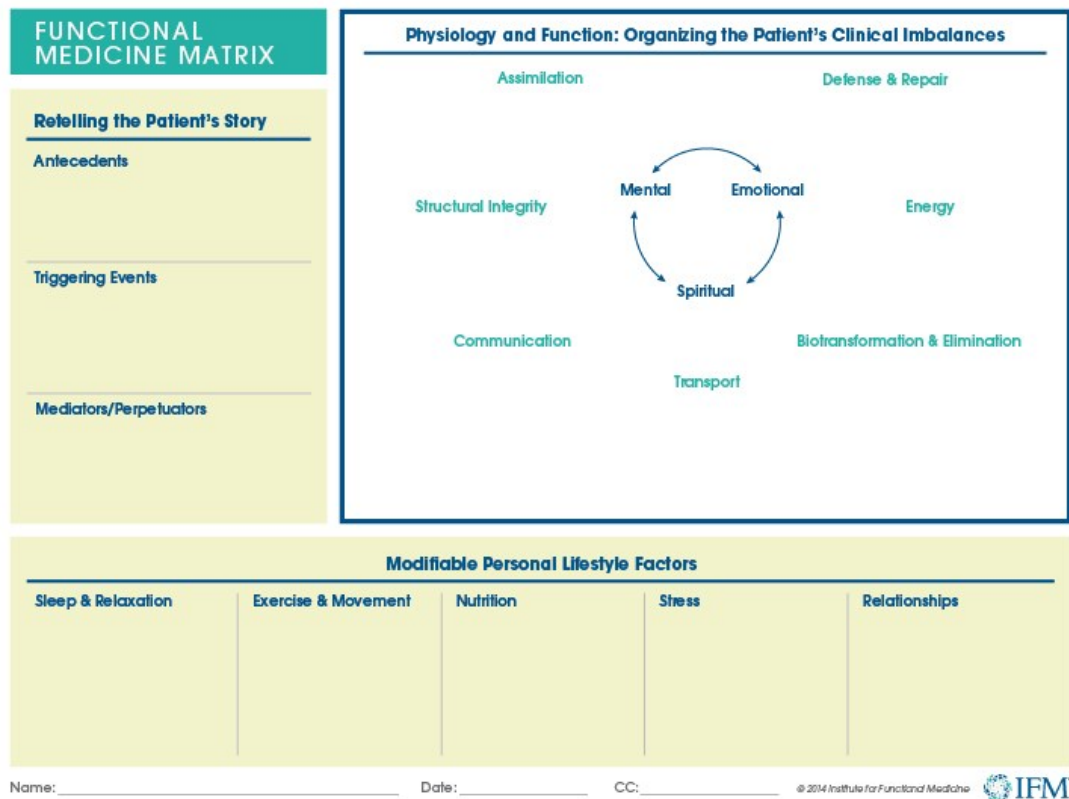 FUNCTIONAL
MEDICINE MATRIX
Retelling the Patient's Story
Antecedents
Triggering Events
Mediators/Perpetuators
Physiology and Function: Organizing the Patient's Clinical Imbalances
Assimilation
Defense & Repair
Mental
Emotional
Structural Integrity
Energy
Spiritual
Communication
Biotransformation & Elimination
Transport
Modifiable Personal Lifestyle Factors
Sleep & Relaxation
Exercise & Movement
Nutrition
Stress
Relationships
Name: Date: CC: © 2014 Institute for Functional Medicine IFM